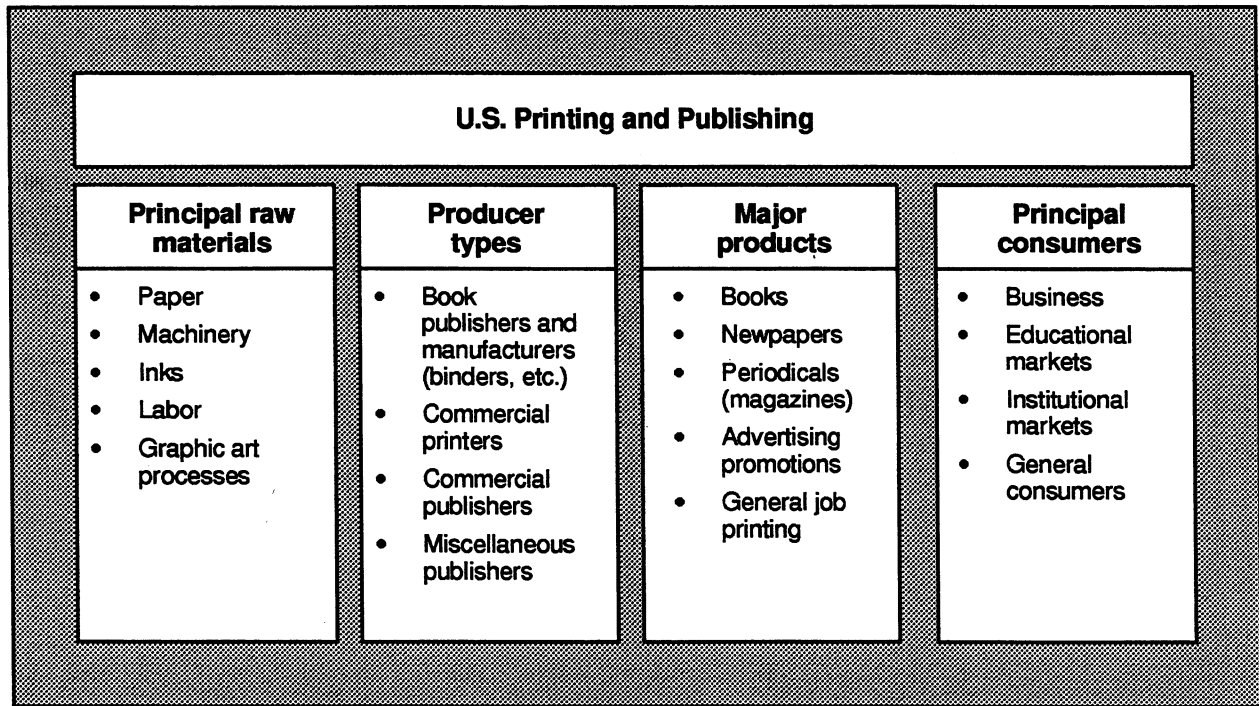 U.S. Printing and Publishing
Principal raw
materials
• Paper
• Machinery
• Inks
• Labor
• Graphic art
processes
Producer
types
• Book
publishers and
manufacturers
(binders, etc.)
• Commercial
printers
• Commercial
publishers
• Miscellaneous
publishers
Major
products
• Books
• Newpapers
• Periodicals
(magazines)
• Advertising
promotions
• General job
printing
Principal
consumers
• Business
• Educational
markets
• Institutional
markets
• General
consumers